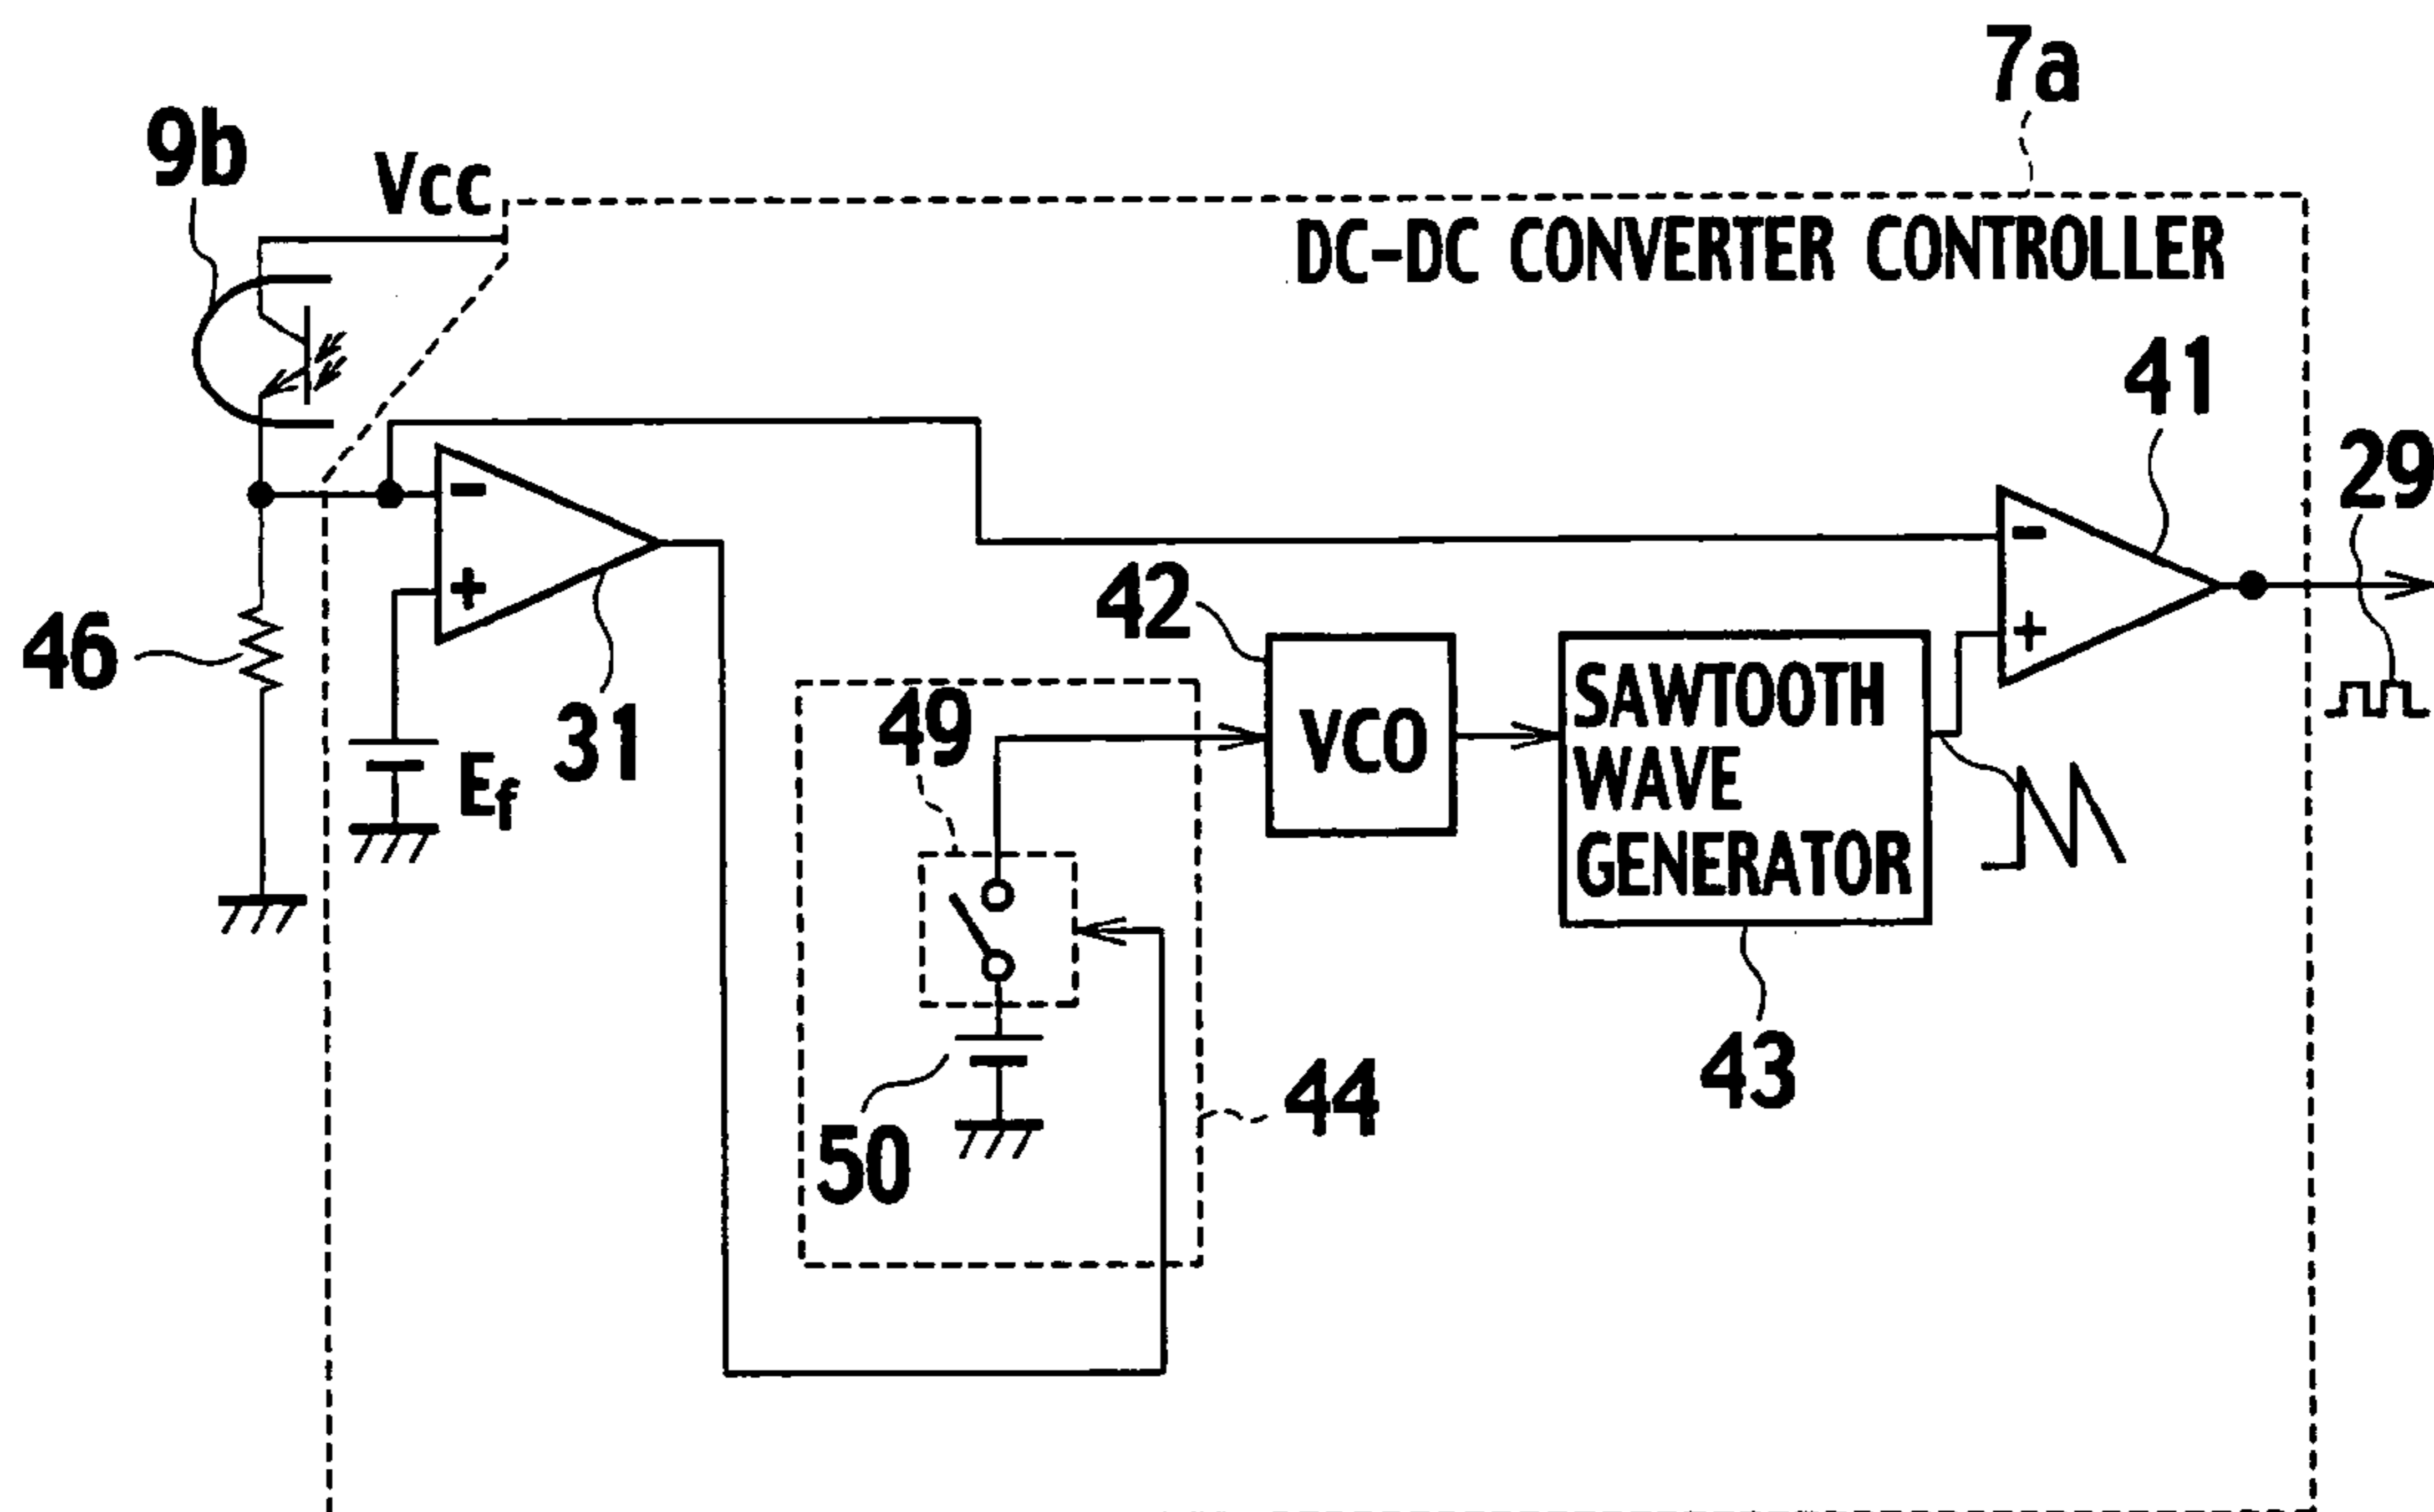 7a
9b
Vcc
DC-DC CONVERTER CONTROLLER
41
29
-
-
+
+
42
46
31
Ef
49
VCO
SAWTOOTH
WAVE
GENERATOR
43
44
50